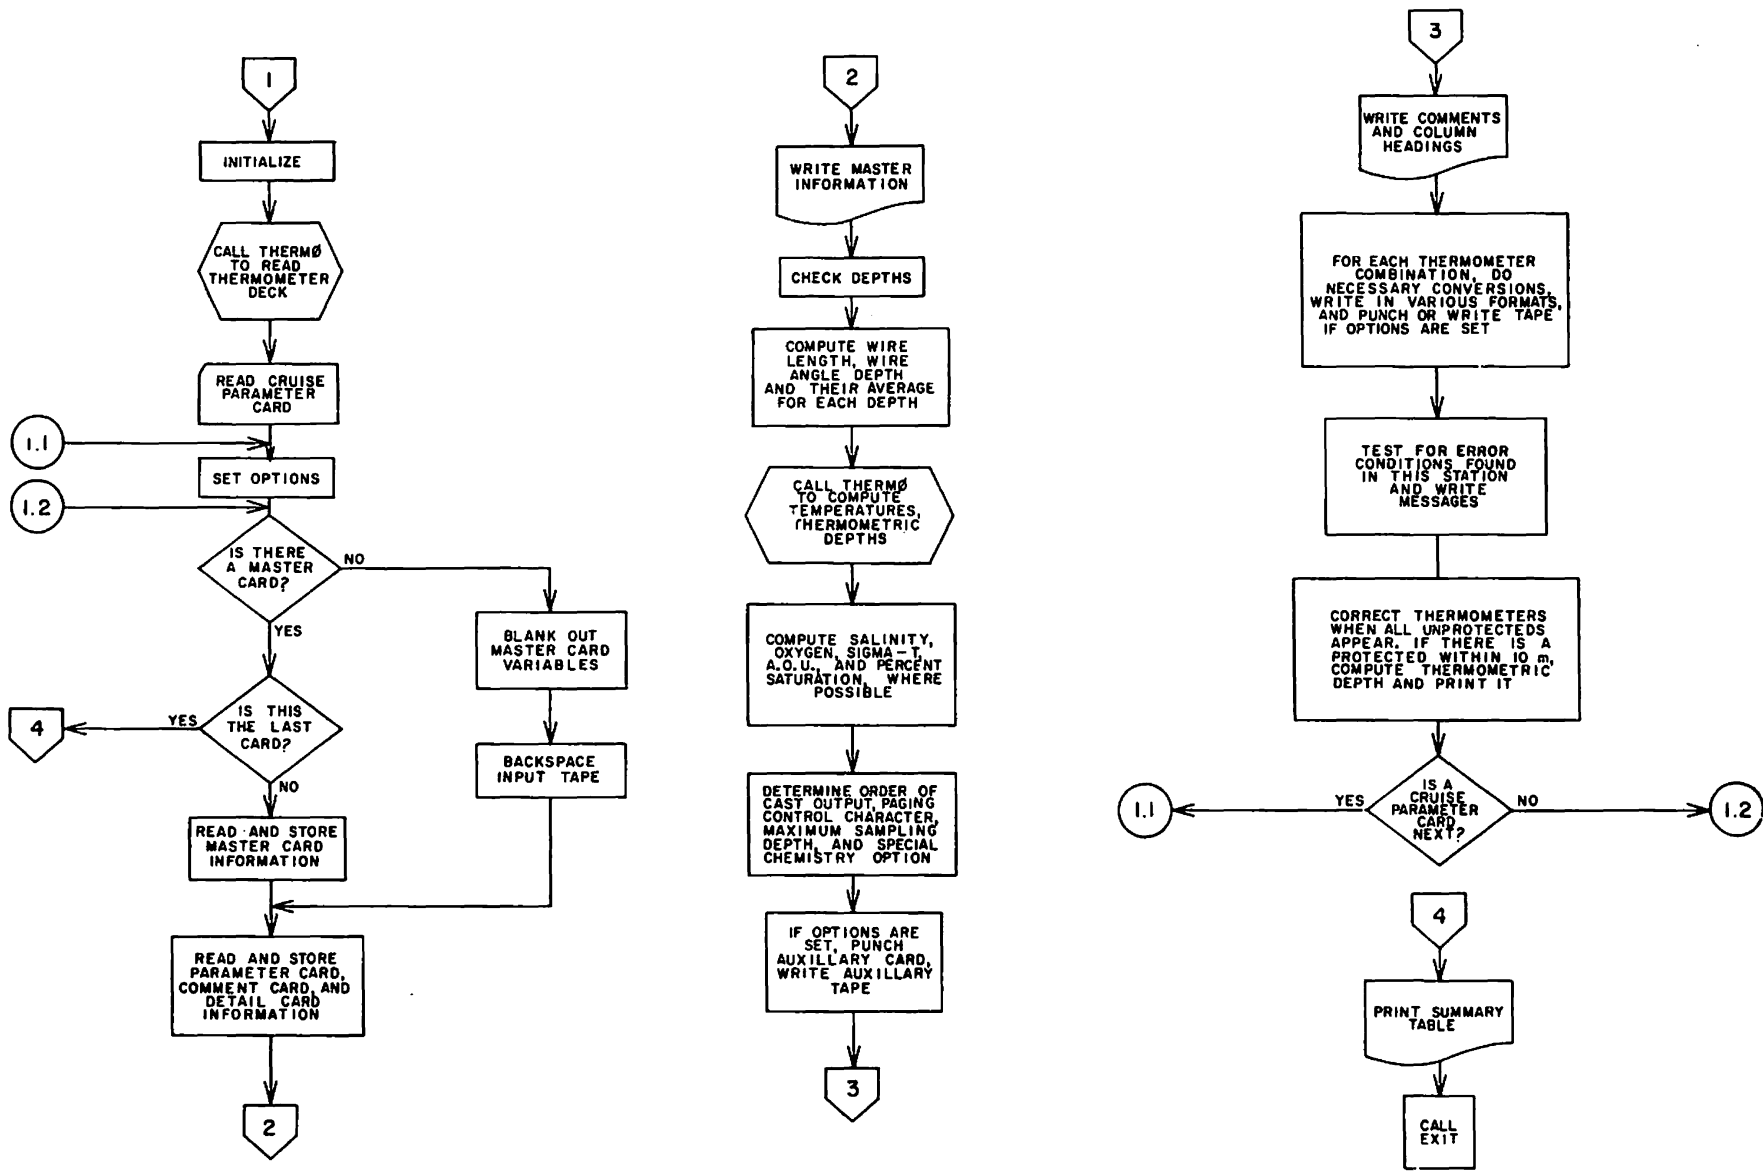 1
INITIALIZE
CALL THERMØ
TO READ
THERMOMETER
DECK
READ CRUISE
PARAMETER
CARD
1.1
SET OPTIONS
1.2
IS THERE
A MASTER
CARD?
NO
YES
BLANK OUT
MASTER CARD
VARIABLES
IS THIS
THE LAST
CARD?
YES
4
NO
BACKSPACE
INPUT TAPE
READ AND STORE
MASTER CARD
INFORMATION
READ AND STORE
PARAMETER CARD,
COMMENT CARD, AND
DETAIL CARD
INFORMATION
2
2
WRITE MASTER
INFORMATION
CHECK DEPTHS
COMPUTE WIRE
LENGTH, WIRE
ANGLE DEPTH
AND THEIR AVERAGE
FOR EACH DEPTH
CALL THERMØ
TO COMPUTE
TEMPERATURES,
THERMOMETRIC
DEPTHS
COMPUTE SALINITY,
OXYGEN, SIGMA-T,
A.O.U., AND PERCENT
SATURATION, WHERE
POSSIBLE
DETERMINE ORDER OF
CAST OUTPUT, PAGING
CONTROL CHARACTER,
MAXIMUM SAMPLING
DEPTH, AND SPECIAL
CHEMISTRY OPTION
IF OPTIONS ARE
SET, PUNCH
AUXILLARY CARD,
WRITE AUXILLARY
TAPE
3
3
WRITE COMMENTS
AND COLUMN
HEADINGS
FOR EACH THERMOMETER
COMBINATION, DO
NECESSARY CONVERSIONS,
WRITE IN VARIOUS FORMATS,
AND PUNCH OR WRITE TAPE
IF OPTIONS ARE SET
TEST FOR ERROR
CONDITIONS FOUND
IN THIS STATION
AND WRITE
MESSAGES
CORRECT THERMOMETERS
WHEN ALL UNPROTECTEDS
APPEAR. IF THERE IS A
PROTECTED WITHIN 10 m,
COMPUTE THERMOMETRIC
DEPTH AND PRINT IT
IS A
CRUISE
PARAMETER
CARD
NEXT?
YES
1.1
NO
1.2
4
PRINT SUMMARY
TABLE
CALL
EXIT